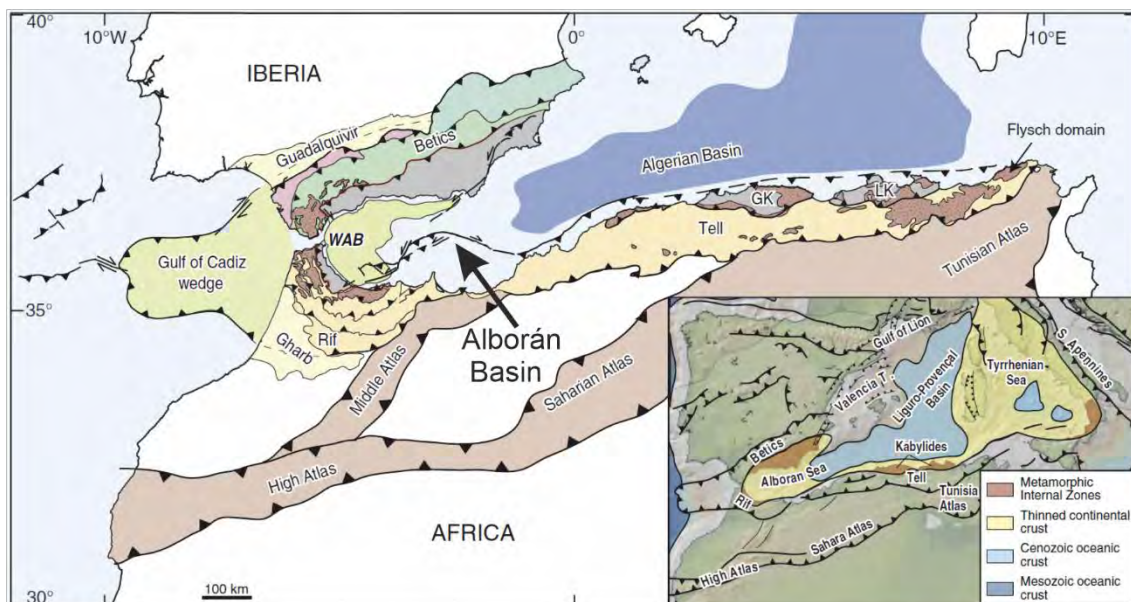 40°
10°W
0°
10°E
IBERIA
Guadalquivir
Betics
Algerian Basin
Flysch domain
GK
LK
WAB
Tell
Gulf of Cadiz
wedge
Tunisian Atlas
35°
Rif
Gharb
Alborán
Basin
Middle Atlas
Saharian Atlas
High Atlas
AFRICA
30°
100 km
Gulf of Lion
S Apennines
Valencia T.
Liguro-Provençal
Basin
Tyrrhenian
Sea
Betics
Kabylides
Alboran Sea
Tell
Rif
Tunisia
Atlas
Sahara Atlas
High Atlas
Metamorphic
Internal Zones
Thinned continental
crust
Cenozoic oceanic
crust
Mesozoic oceanic
crust